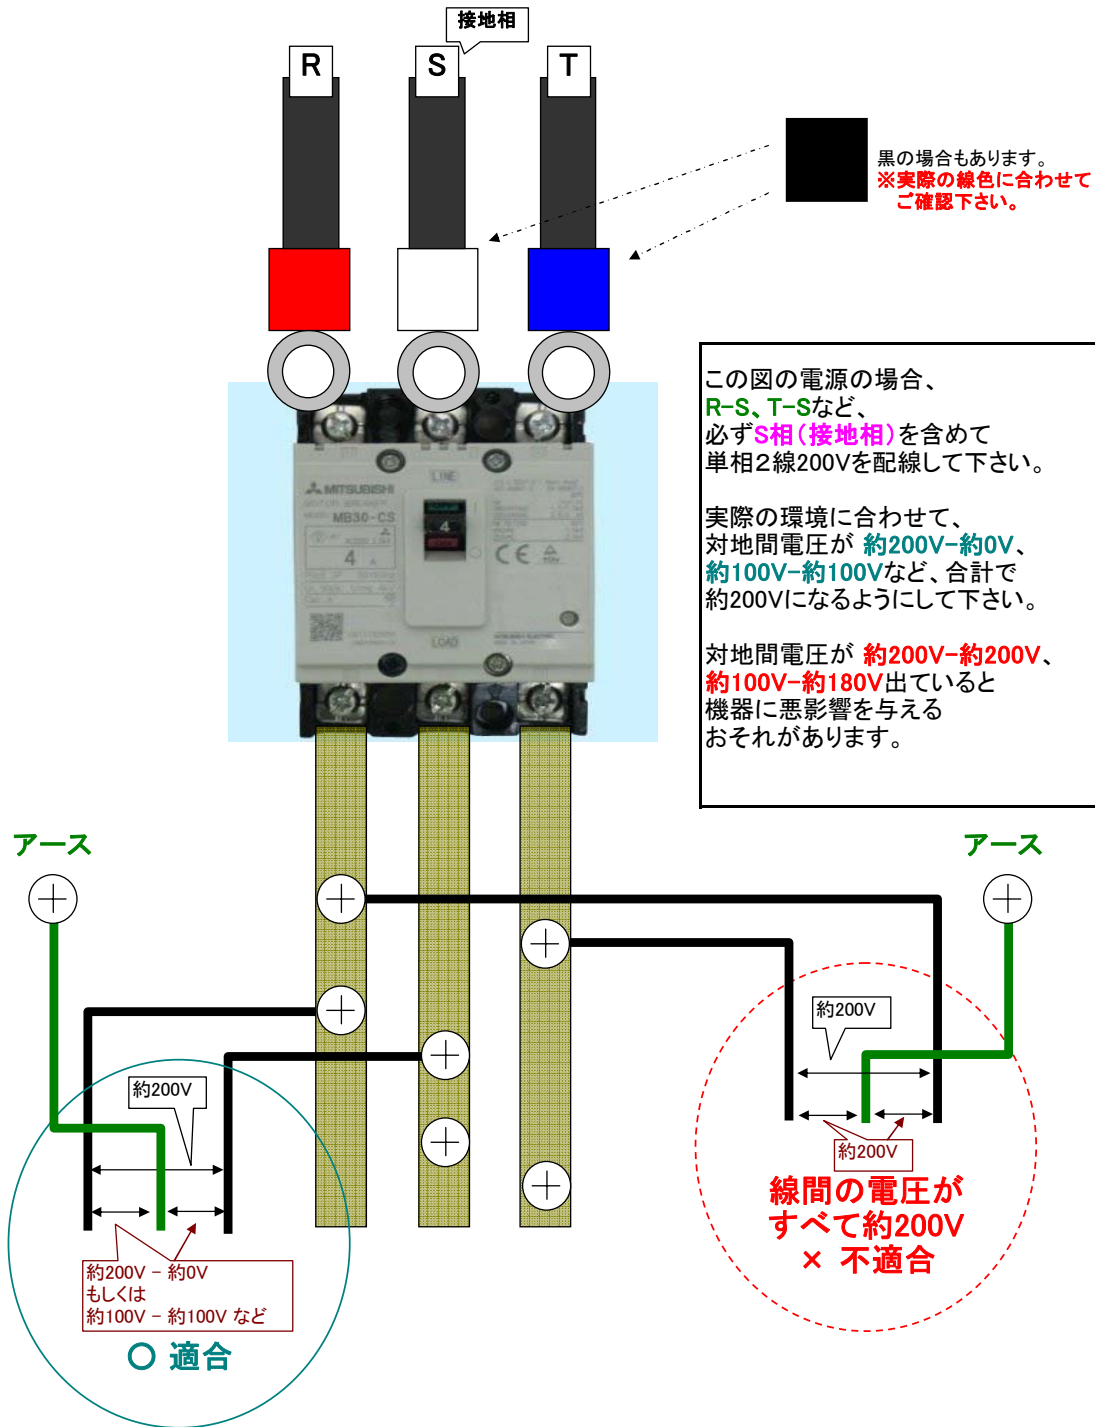 接地相
R
S
T
黒の場合もあります。
※実際の線色に合わせて
ご確認下さい。
この図の電源の場合、
R-S、T-Sなど、
必ずS相(接地相)を含めて
単相2線200Vを配線して下さい。
実際の環境に合わせて、
対地間電圧が 約200V-約0V、
約100V-約100Vなど、合計で
約200Vになるようにして下さい。
対地間電圧が 約200V-約200V、
約100V-約180V出ていると
機器に悪影響を与える
おそれがあります。
LINE
MITSUBISHI
MB30-CS
4
4 A
CE
LOAD
アース
アース
約200V
約200V
約200V
約200V - 約0V
もしくは
約100V - 約100V など
○ 適合
線間の電圧が
すべて約200V
× 不適合